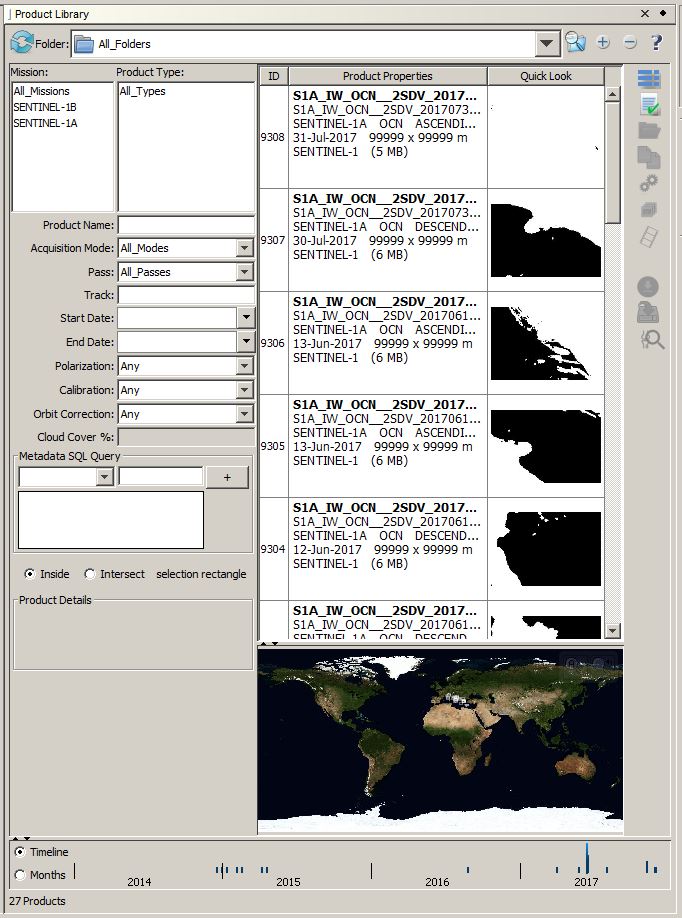 Product Library
Folder: All_Folders
Mission:
All_Missions
SENTINEL-1B
SENTINEL-1A
Product Type:
All_Types
Product Name:
Acquisition Mode: All_Modes
Pass: All_Passes
Track:
Start Date:
End Date:
Polarization: Any
Calibration: Any
Orbit Correction: Any
Cloud Cover %:
Metadata SQL Query
+
Inside Intersect selection rectangle
Product Details
ID Product Properties Quick Look
9308
S1A_IW_OCN__2SDV_2017...
S1A_IW_OCN__2SDV_2017073...
SENTINEL-1A OCN ASCENDI...
31-Jul-2017 99999 x 99999 m
SENTINEL-1 (5 MB)
9307
S1A_IW_OCN__2SDV_2017...
S1A_IW_OCN__2SDV_2017073...
SENTINEL-1A OCN DESCEND...
30-Jul-2017 99999 x 99999 m
SENTINEL-1 (6 MB)
9306
S1A_IW_OCN__2SDV_2017...
S1A_IW_OCN__2SDV_2017061...
SENTINEL-1A OCN ASCENDI...
13-Jun-2017 99999 x 99999 m
SENTINEL-1 (6 MB)
9305
S1A_IW_OCN__2SDV_2017...
S1A_IW_OCN__2SDV_2017061...
SENTINEL-1A OCN ASCENDI...
13-Jun-2017 99999 x 99999 m
SENTINEL-1 (6 MB)
9304
S1A_IW_OCN__2SDV_2017...
S1A_IW_OCN__2SDV_2017061...
SENTINEL-1A OCN DESCEND...
12-Jun-2017 99999 x 99999 m
SENTINEL-1 (6 MB)
S1A_IW_OCN__2SDV_2017...
S1A_IW_OCN__2SDV_2017061...
SENTINEL-1A OCN DESCEND...
Timeline
Months
2014 2015 2016 2017
27 Products